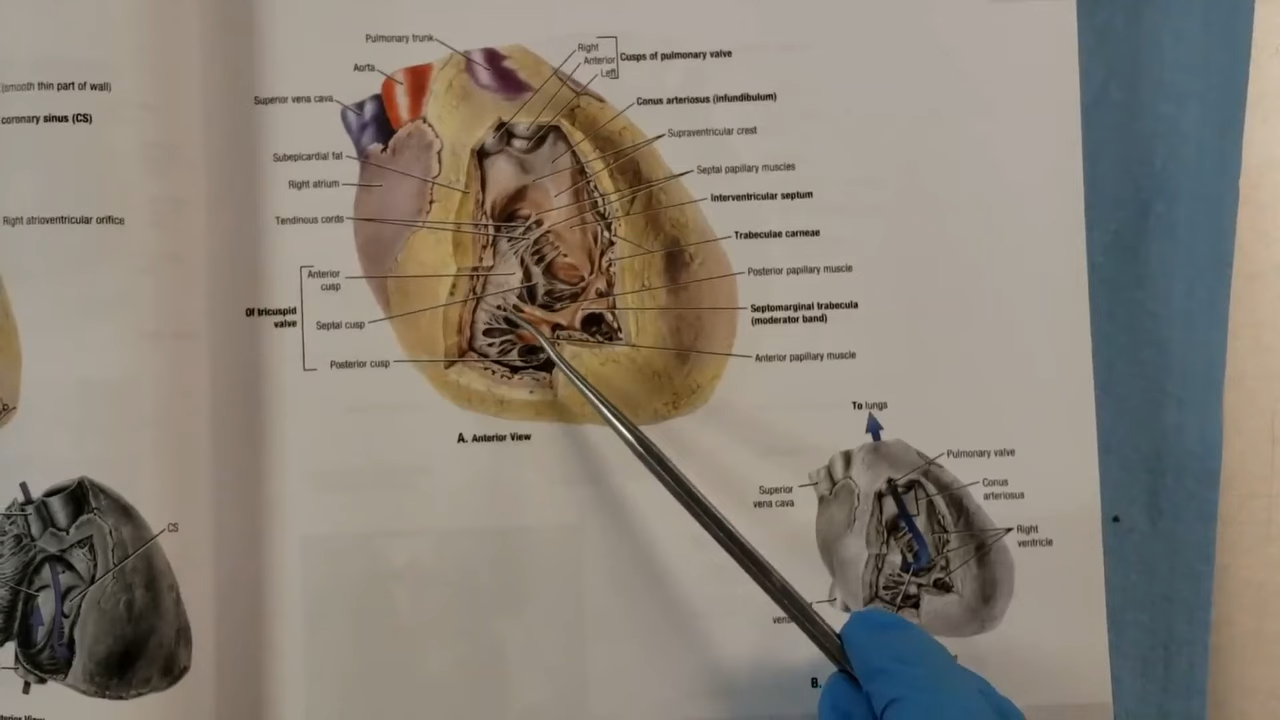 (smooth thin part of wall)
coronary sinus (CS)
Right atrioventricular orifice
CS
Pulmonary trunk
Aorta
Superior vena cava
Subepicardial fat
Right atrium
Tendinous cords
Anterior
cusp
Of tricuspid
valve
Septal cusp
Posterior cusp
Right
Anterior
Left
Cusps of pulmonary valve
Conus arteriosus (infundibulum)
Supraventricular crest
Septal papillary muscles
Interventricular septum
Trabeculae carneae
Posterior papillary muscle
Septomarginal trabecula
(moderator band)
Anterior papillary muscle
A. Anterior View
To lungs
Pulmonary valve
Superior
vena cava
Conus
arteriosus
Right
ventricle
B.